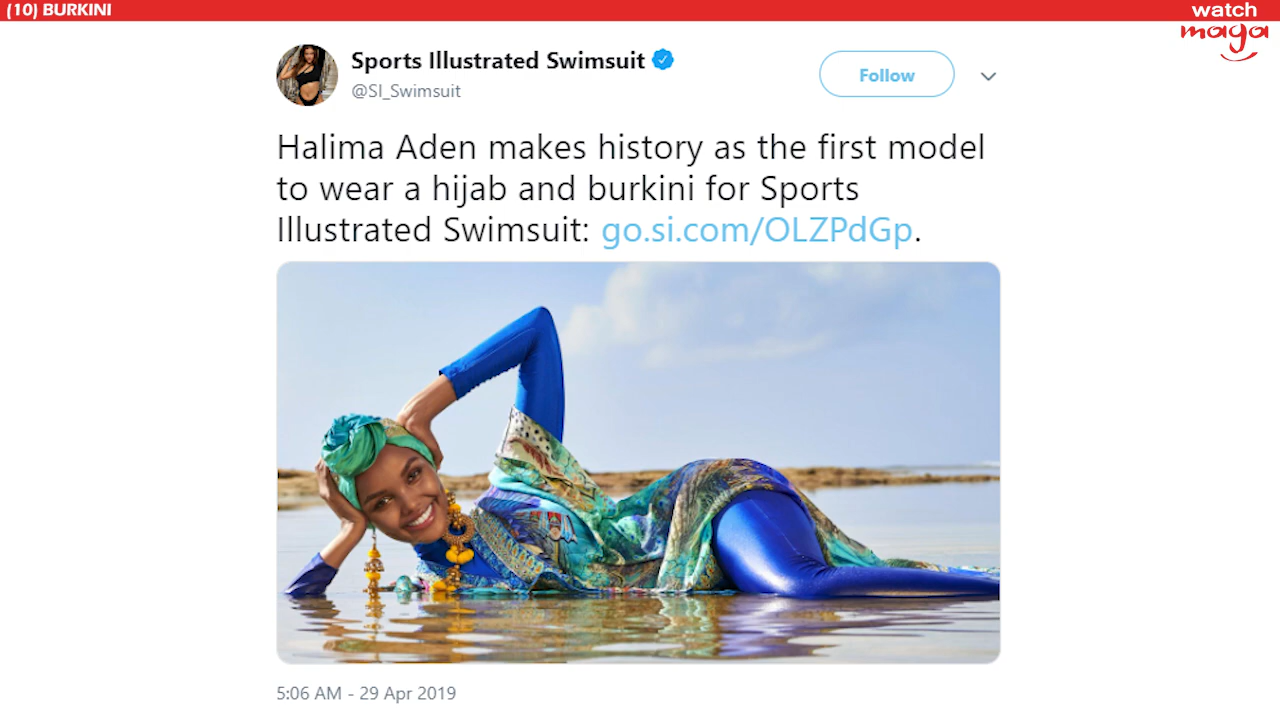 (10) BURKINI
watch
maga
Sports Illustrated Swimsuit
@SI_Swimsuit
Follow
Halima Aden makes history as the first model
to wear a hijab and burkini for Sports
Illustrated Swimsuit: go.si.com/OLZPdGp.
5:06 AM - 29 Apr 2019